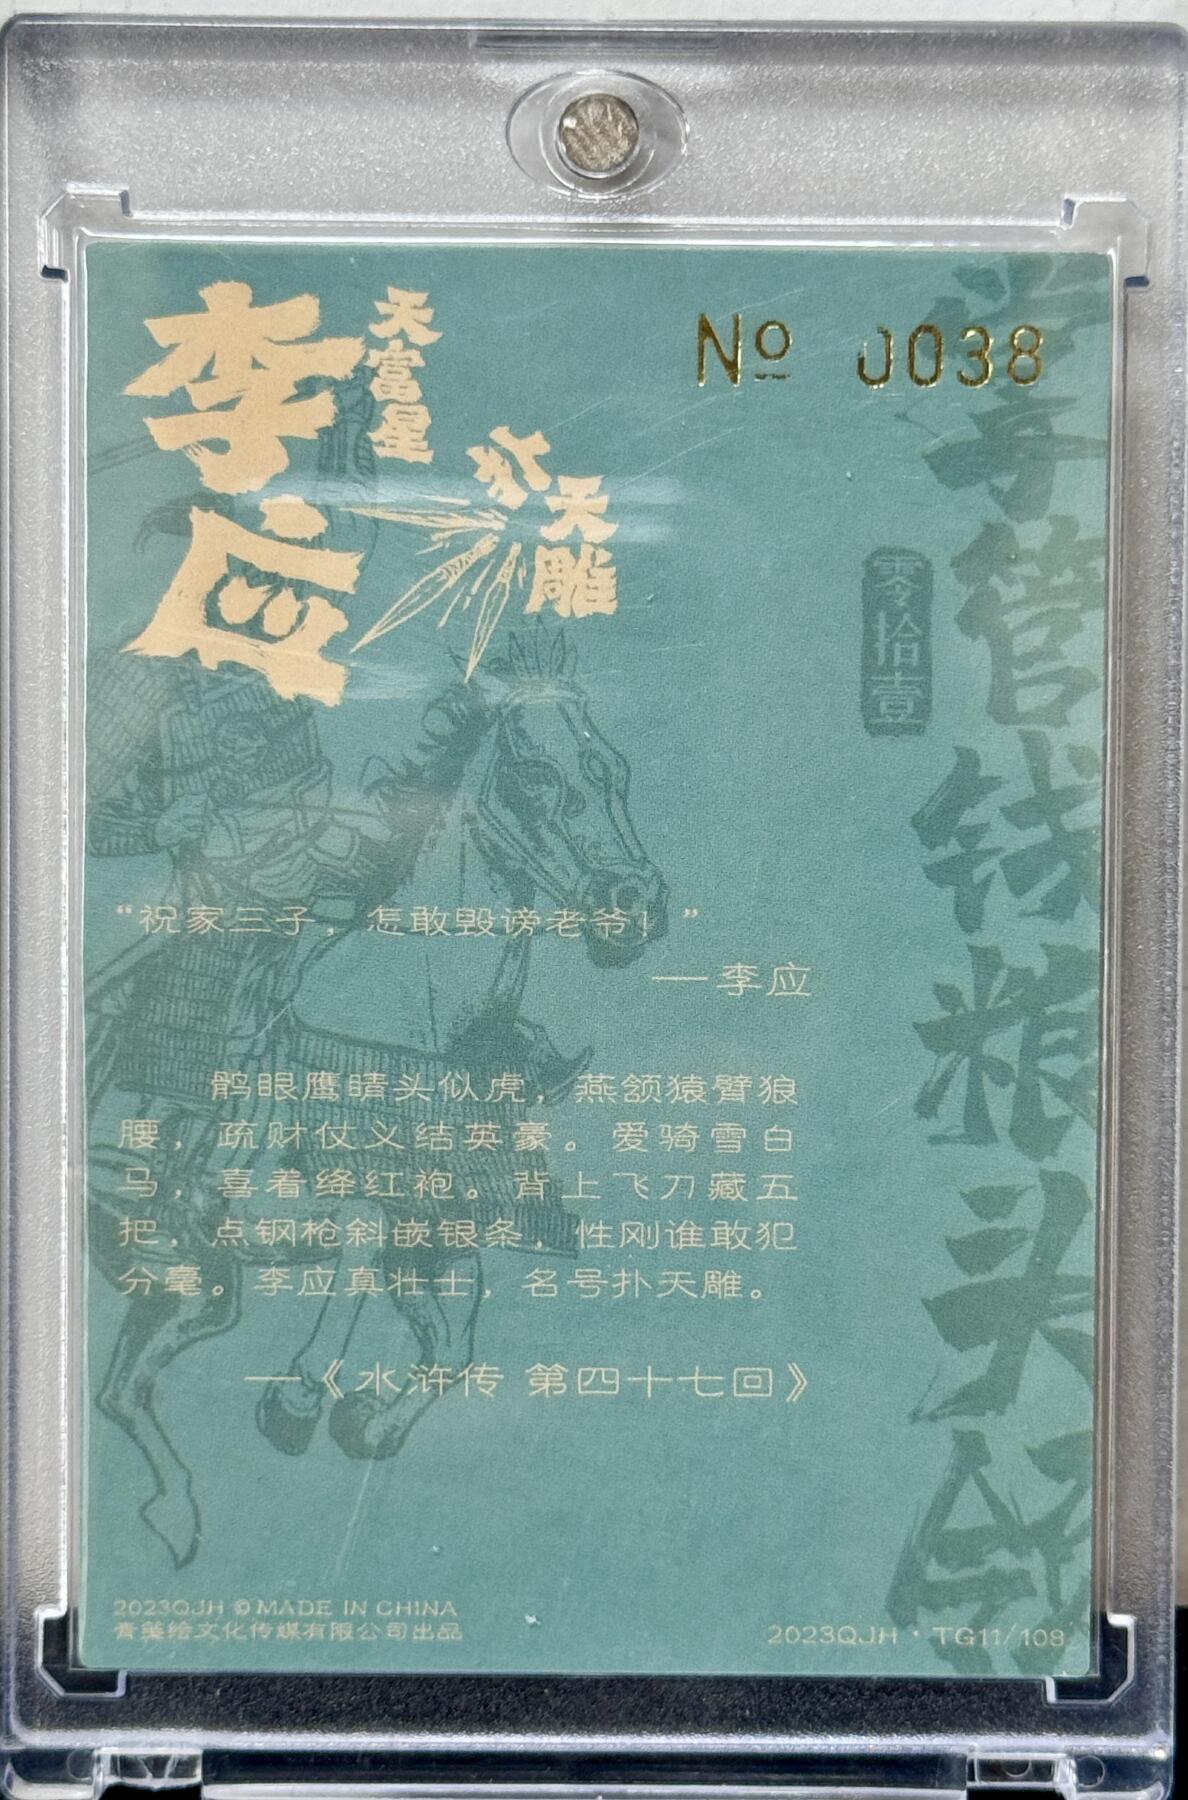 李应
天富星
扑天雕
№ 0038
零拾壹
掌管钱粮头领
“祝家三子，怎敢毁谤老爷！”
——李应
鹘眼鹰睛头似虎，燕颔猿臂狼
腰，疏财仗义结英豪。爱骑雪白
马，喜着绛红袍。背上飞刀藏五
把，点钢枪斜嵌银条，性刚谁敢犯
分毫。李应真壮士，名号扑天雕。
——《水浒传 第四十七回》
2023QJH © MADE IN CHINA
青笺绘文化传媒有限公司出品
2023QJH · TG11/108